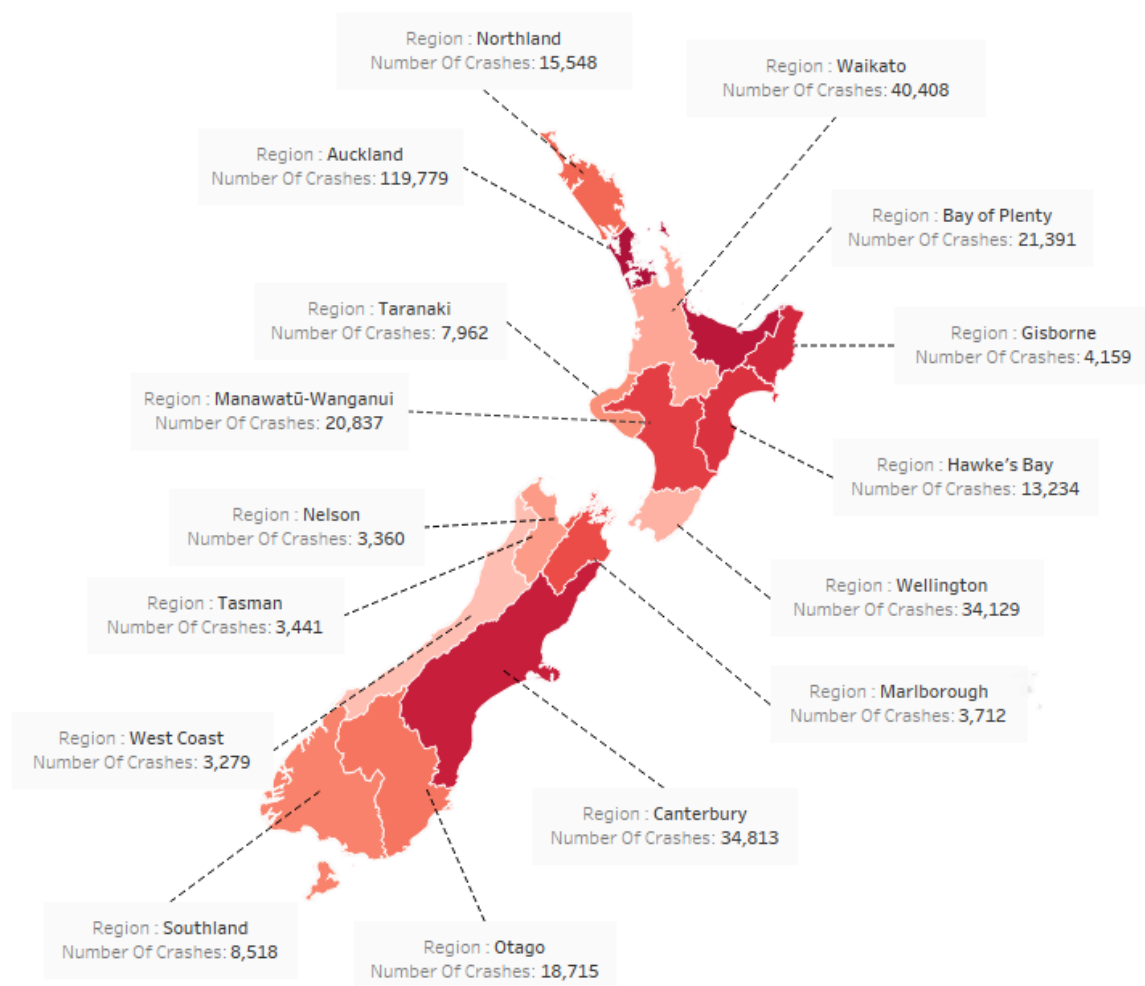 Region : Northland
Number Of Crashes: 15,548
Region : Waikato
Number Of Crashes: 40,408
Region : Auckland
Number Of Crashes: 119,779
Region : Bay of Plenty
Number Of Crashes: 21,391
Region : Taranaki
Number Of Crashes: 7,962
Region : Gisborne
Number Of Crashes: 4,159
Region : Manawatū-Wanganui
Number Of Crashes: 20,837
Region : Hawke's Bay
Number Of Crashes: 13,234
Region : Nelson
Number Of Crashes: 3,360
Region : Wellington
Number Of Crashes: 34,129
Region : Tasman
Number Of Crashes: 3,441
Region : Marlborough
Number Of Crashes: 3,712
Region : West Coast
Number Of Crashes: 3,279
Region : Canterbury
Number Of Crashes: 34,813
Region : Southland
Number Of Crashes: 8,518
Region : Otago
Number Of Crashes: 18,715